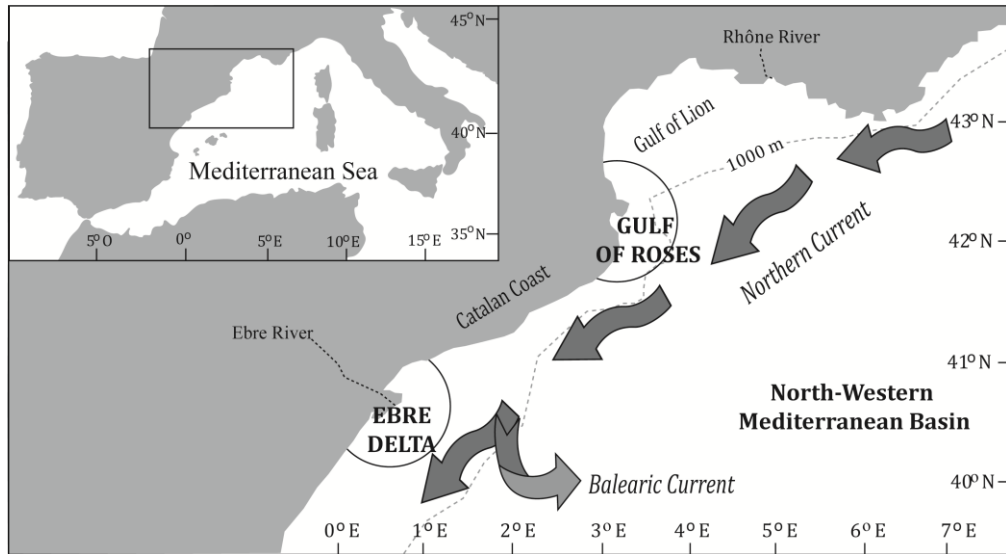 45°N
40°N
35°N
Mediterranean Sea
5°O
0°
5°E
10°E
15°E
Rhône River
Gulf of Lion
1000 m
43°N
GULF
OF ROSES
42°N
Northern Current
Catalan Coast
Ebre River
41°N
North-Western
Mediterranean Basin
EBRE
DELTA
40°N
Balearic Current
0°E
1°E
2°E
3°E
4°E
5°E
6°E
7°E